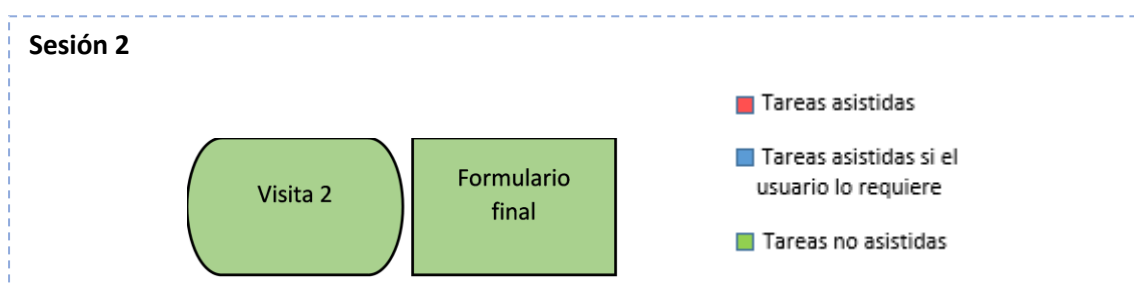 Sesión 2
Visita 2
Formulario
final
Tareas asistidas
Tareas asistidas si el
usuario lo requiere
Tareas no asistidas